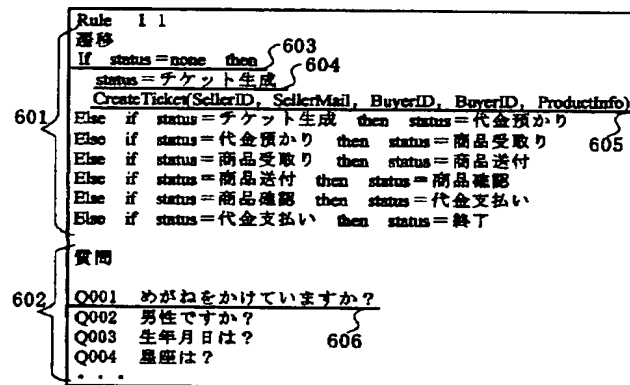 Rule 1 1
遷移
If status=none then
603
status=チケット生成
604
CreateTicket(SellerID, SellerMail, BuyerID, BuyerID, ProductInfo)
601
Else if status=チケット生成 then status=代金預かり
605
Else if status=代金預かり then status=商品受取り
Else if status=商品受取り then status=商品送付
Else if status=商品送付 then status=商品確認
Else if status=商品確認 then status=代金支払い
Else if status=代金支払い then status=終了
質問
602
Q001 めがねをかけていますか?
Q002 男性ですか?
606
Q003 生年月日は?
Q004 星座は?
・・・